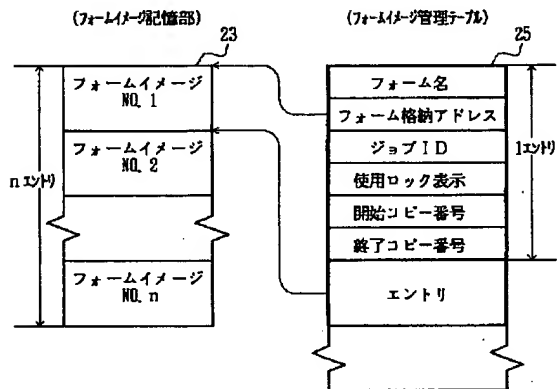 (フォームイメージ記憶部)
23
フォームイメージ
NO. 1
フォームイメージ
NO. 2
フォームイメージ
NO. n
nエントリ
(フォームイメージ管理テーブル)
25
フォーム名
フォーム格納アドレス
ジョブID
使用ロック表示
開始コピー番号
終了コピー番号
エントリ
1エントリ